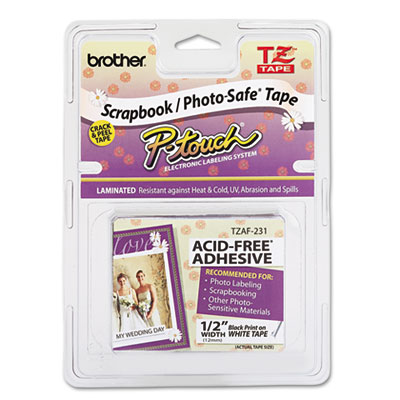 brother®
TZ
TAPE
Scrapbook / Photo-Safe* Tape
CRACK
& PEEL
TAPE
P-touch®
ELECTRONIC LABELING SYSTEM
LAMINATED Resistant against Heat & Cold, UV, Abrasion and Spills
TZAF-231
Love
ACID-FREE*
ADHESIVE
RECOMMENDED FOR:
• Photo Labeling
• Scrapbooking
• Other Photo-
Sensitive Materials
MY WEDDING DAY
1/2"
WIDTH
(12mm)
Black Print on
WHITE TAPE
(ACTUAL TAPE SIZE)